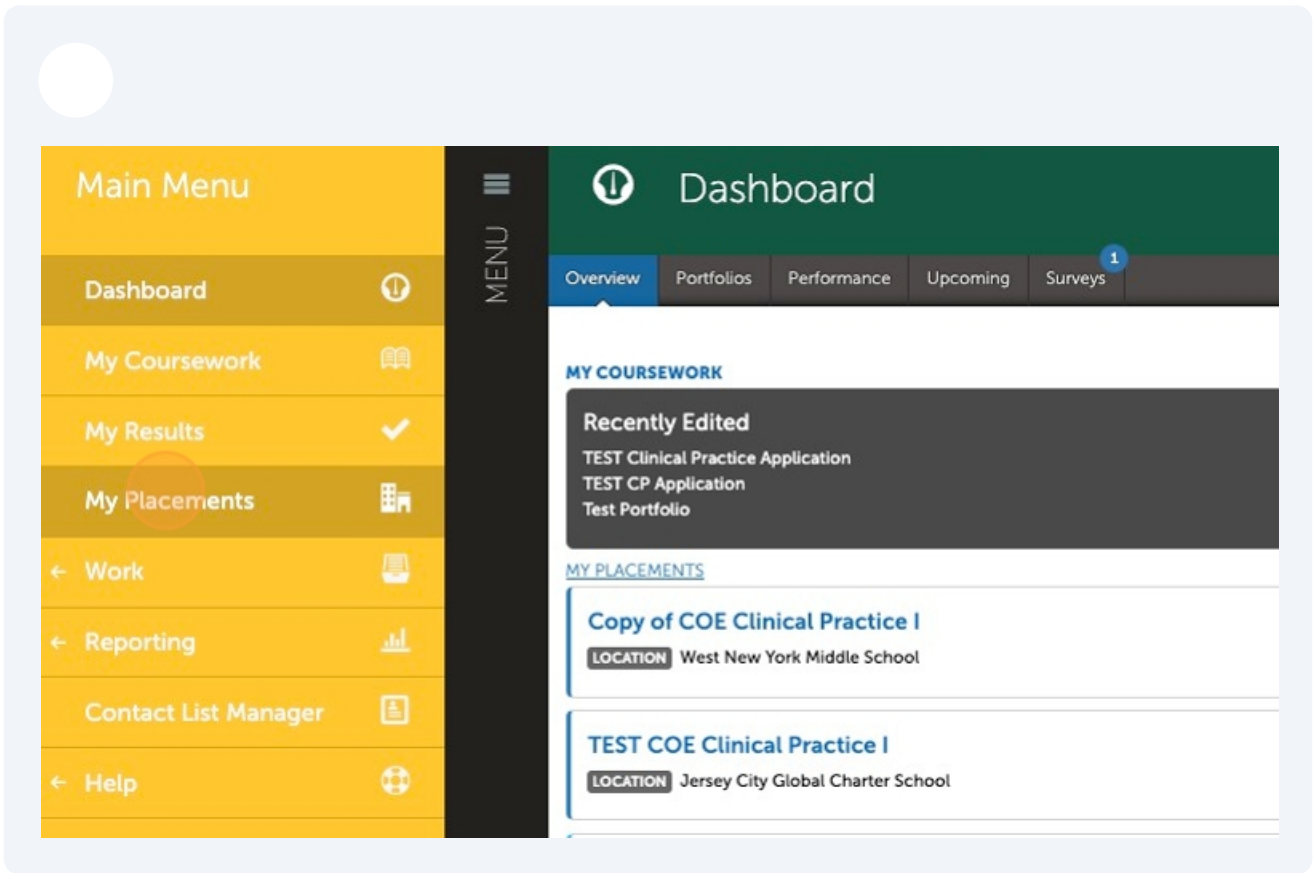 Main Menu
Dashboard
My Coursework
My Results
My Placements
← Work
← Reporting
Contact List Manager
← Help
MENU
Dashboard
Overview Portfolios Performance Upcoming Surveys 1
MY COURSEWORK
Recently Edited
TEST Clinical Practice Application
TEST CP Application
Test Portfolio
MY PLACEMENTS
Copy of COE Clinical Practice I
LOCATION West New York Middle School
TEST COE Clinical Practice I
LOCATION Jersey City Global Charter School